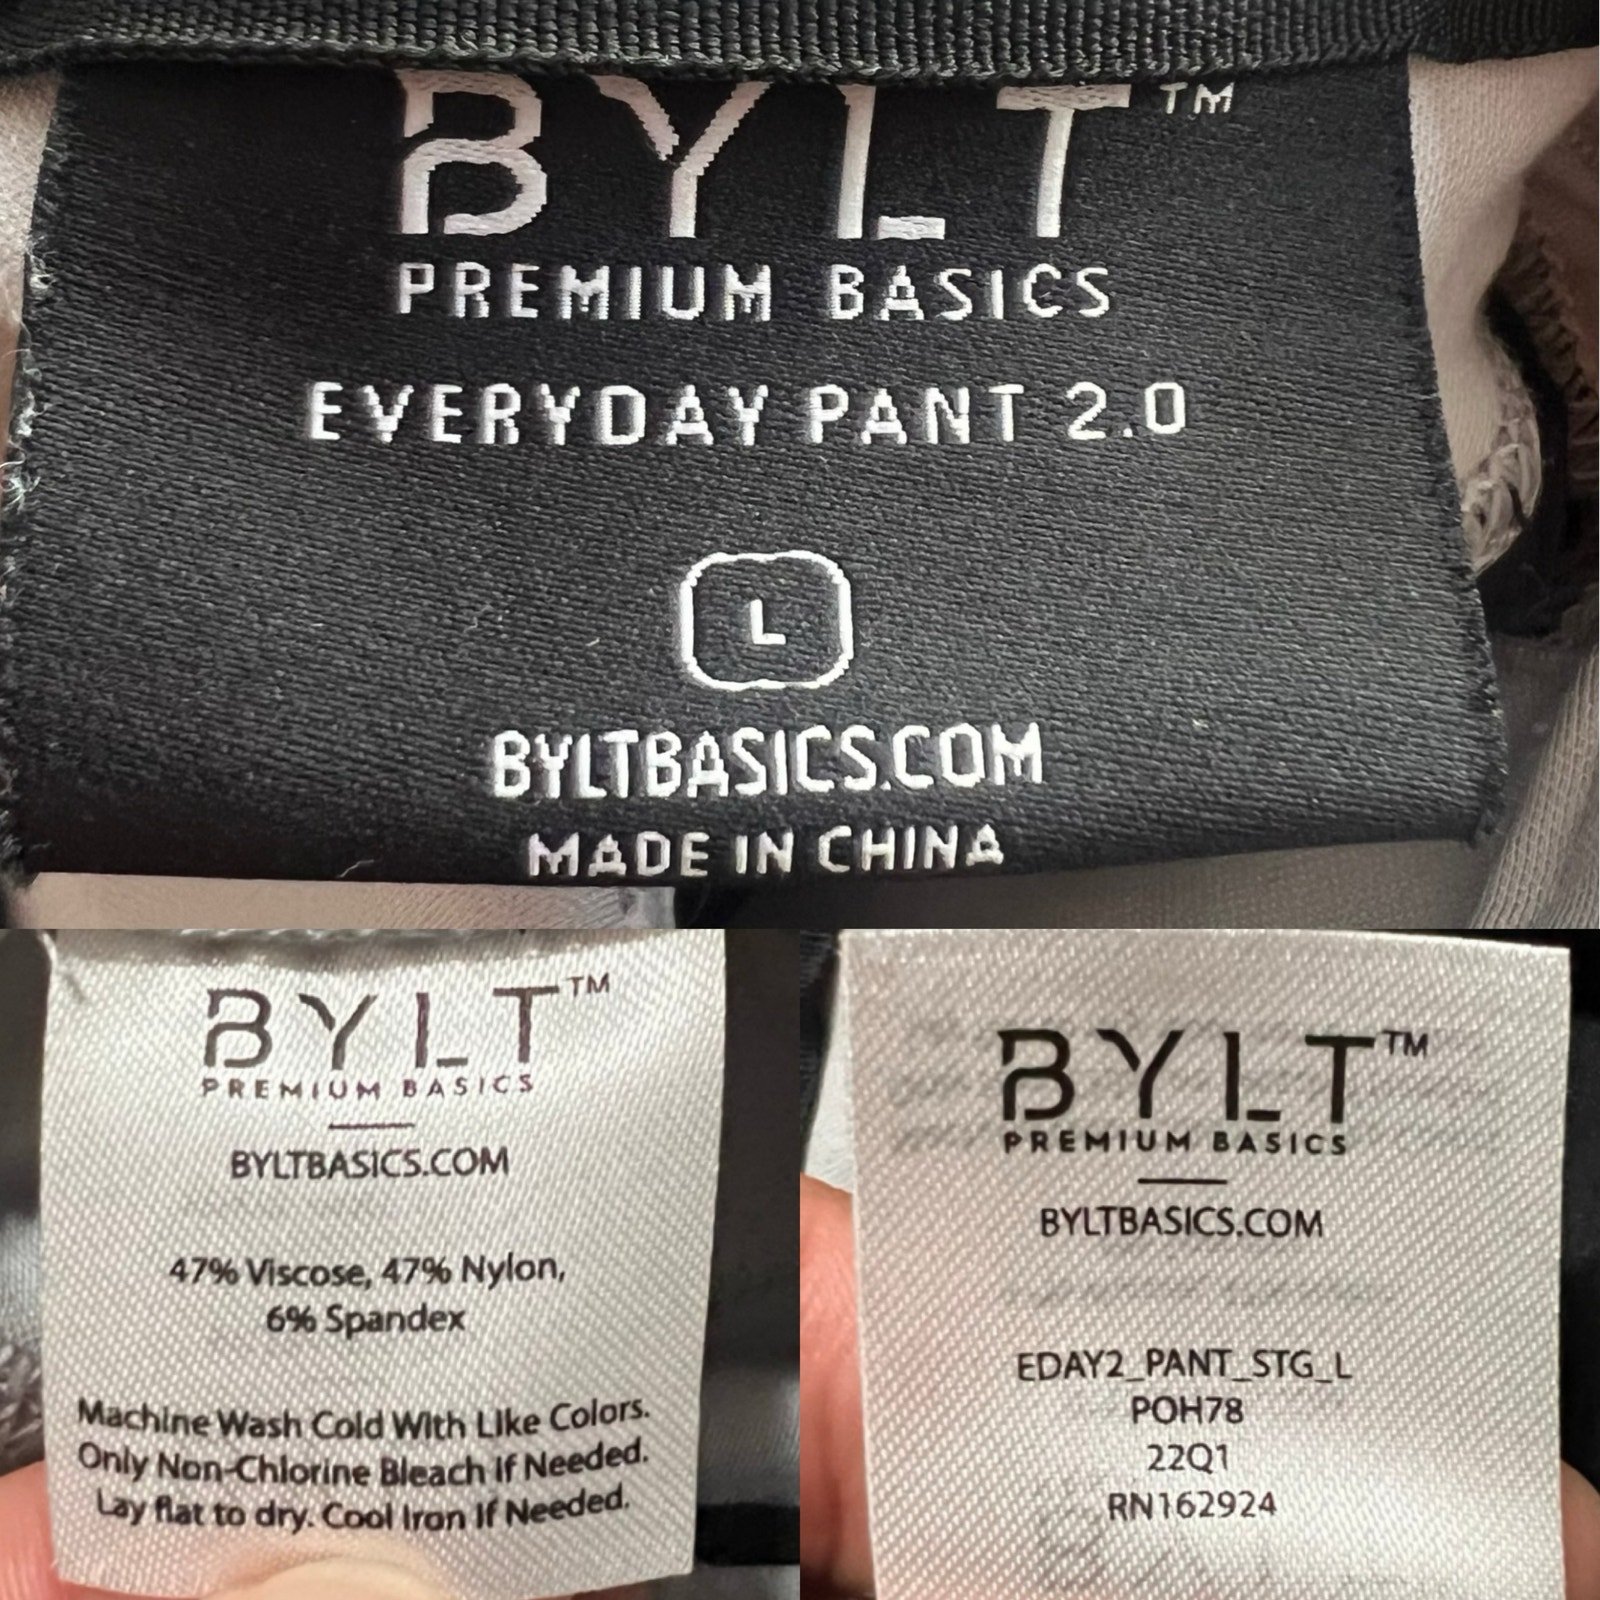 BYLT™
PREMIUM BASICS
EVERYDAY PANT 2.0
L
BYLTBASICS.COM
MADE IN CHINA
BYLT™
PREMIUM BASICS
BYLTBASICS.COM
47% Viscose, 47% Nylon,
6% Spandex
Machine Wash Cold With Like Colors.
Only Non-Chlorine Bleach If Needed.
Lay flat to dry. Cool Iron If Needed.
BYLT™
PREMIUM BASICS
BYLTBASICS.COM
EDAY2_PANT_STG_L
POH78
22Q1
RN162924